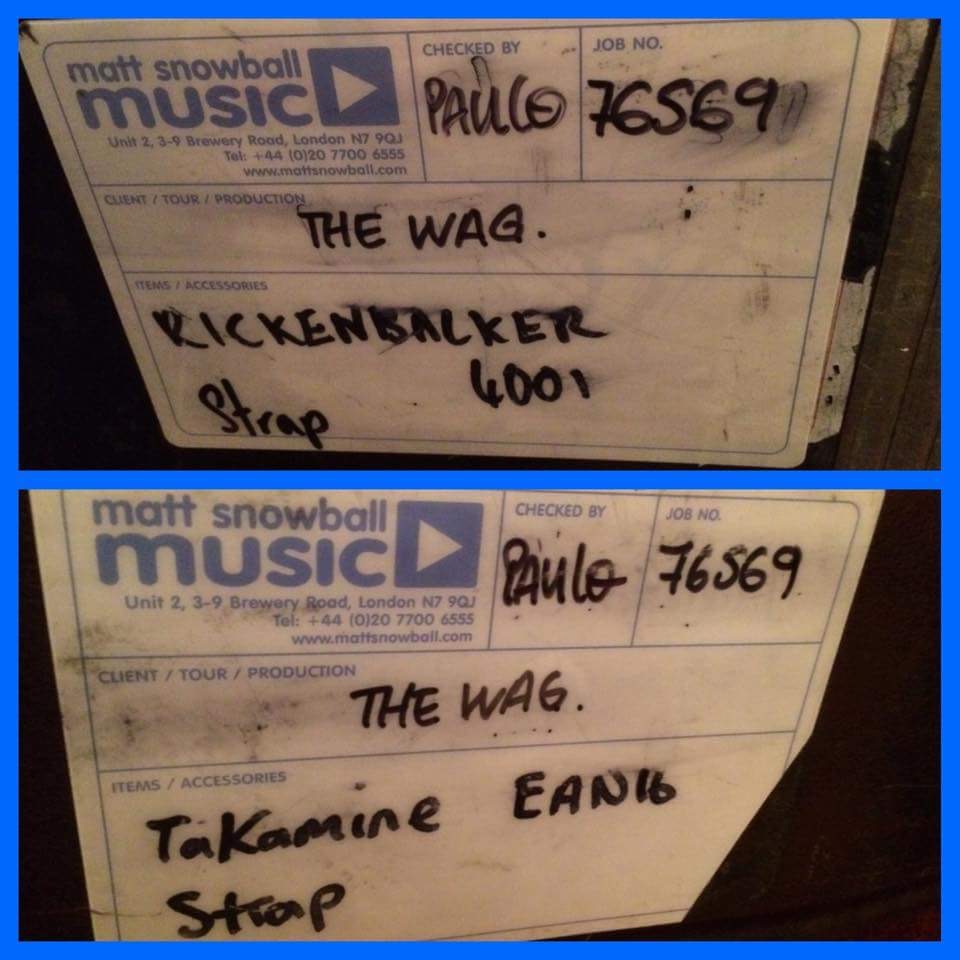 matt snowball
music
Unit 2, 3-9 Brewery Road, London N7 9QJ
Tel: +44 (0)20 7700 6555
www.mattsnowball.com
CHECKED BY
PAULO
JOB NO.
76569
CLIENT / TOUR / PRODUCTION
THE WAG.
ITEMS / ACCESSORIES
RICKENBALKER
4001
Strap
matt snowball
music
Unit 2, 3-9 Brewery Road, London N7 9QJ
Tel: +44 (0)20 7700 6555
www.mattsnowball.com
CHECKED BY
PAULO
JOB NO.
76569
CLIENT / TOUR / PRODUCTION
THE WAG.
ITEMS / ACCESSORIES
Takamine EAN16
Strap